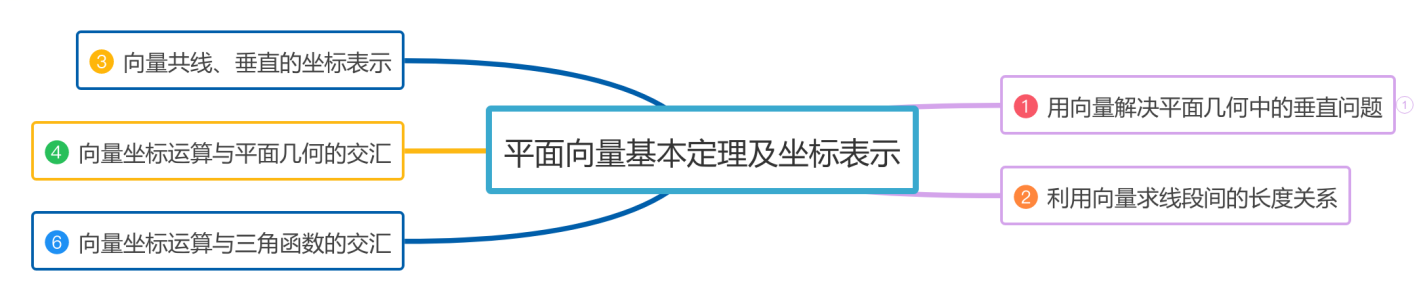 ③ 向量共线、垂直的坐标表示
④ 向量坐标运算与平面几何的交汇
⑥ 向量坐标运算与三角函数的交汇
平面向量基本定理及坐标表示
① 用向量解决平面几何中的垂直问题 ①
② 利用向量求线段间的长度关系